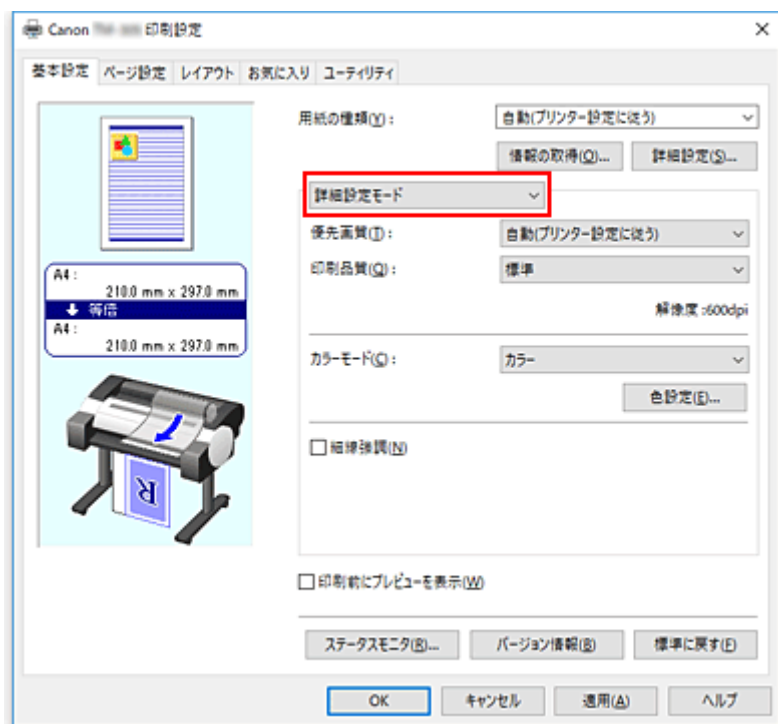 Canon 印刷設定
基本設定 ページ設定 レイアウト お気に入り ユーティリティ
用紙の種類(Y): 自動(プリンター設定に従う)
情報の取得(O)... 詳細設定(S)...
詳細設定モード
優先画質(T): 自動(プリンター設定に従う)
印刷品質(Q): 標準
解像度:600dpi
カラーモード(C): カラー
色設定(E)...
細線強調(N)
A4:
210.0 mm x 297.0 mm
等倍
A4:
210.0 mm x 297.0 mm
R
印刷前にプレビューを表示(W)
ステータスモニタ(R)... バージョン情報(B) 標準に戻す(F)
OK キャンセル 適用(A) ヘルプ